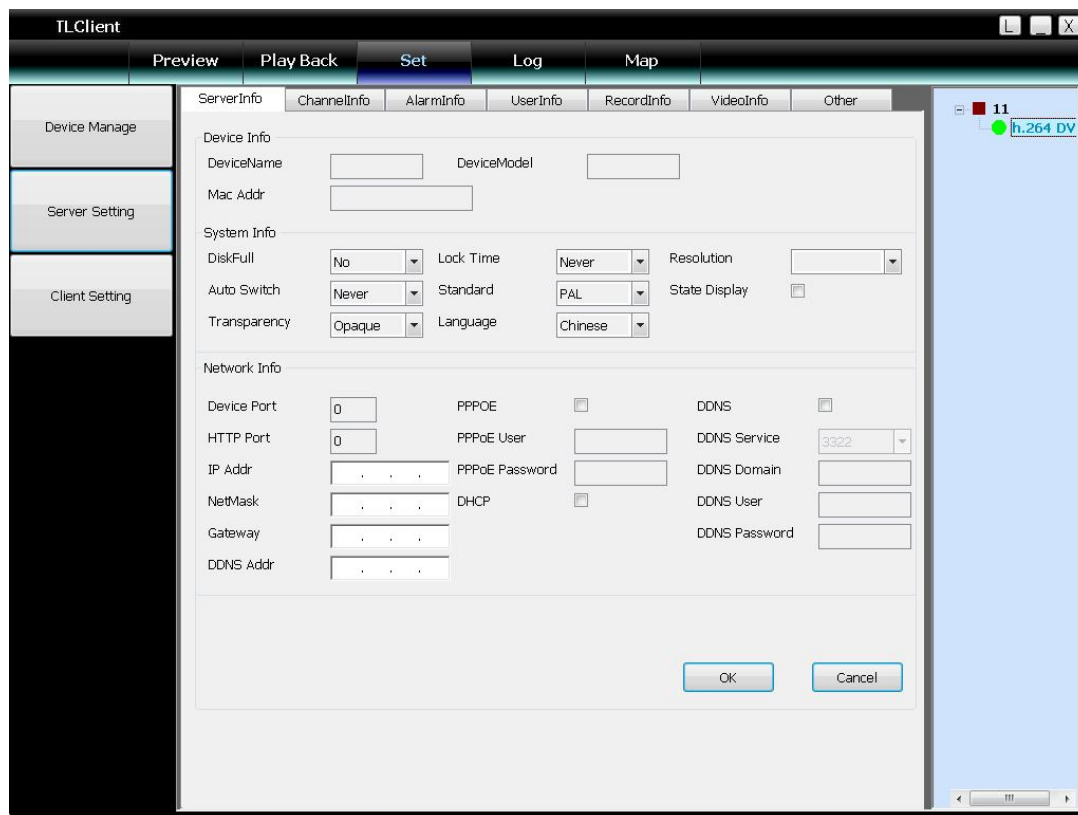 TLClient
L _ X
Preview Play Back Set Log Map
Device Manage
Server Setting
Client Setting
ServerInfo ChannelInfo AlarmInfo UserInfo RecordInfo VideoInfo Other
Device Info
DeviceName DeviceModel
Mac Addr
System Info
DiskFull No Lock Time Never Resolution
Auto Switch Never Standard PAL State Display
Transparency Opaque Language Chinese
Network Info
Device Port 0 PPPOE DDNS
HTTP Port 0 PPPoE User DDNS Service 3322
IP Addr . . . PPPoE Password DDNS Domain
NetMask . . . DHCP DDNS User
Gateway . . . DDNS Password
DDNS Addr . . .
OK Cancel
11
h.264 DV